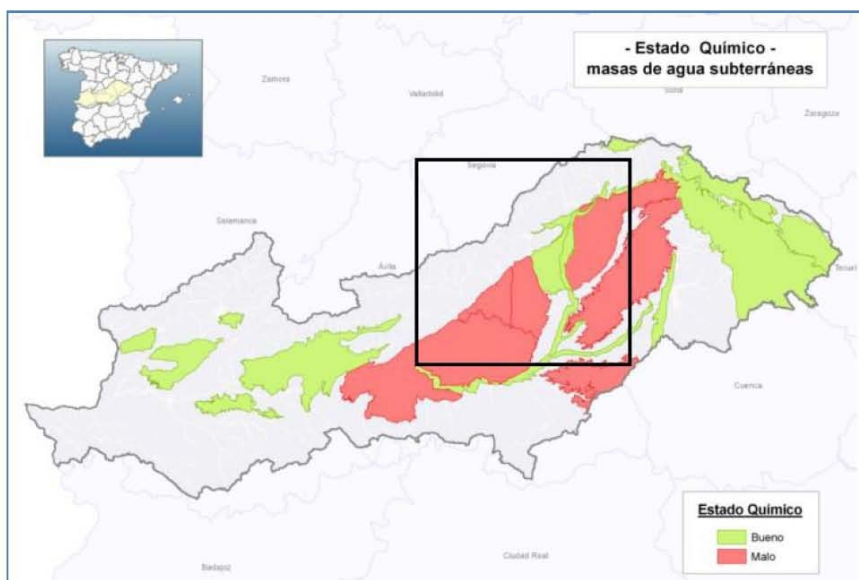 - Estado Químico -
masas de agua subterráneas
Zamora
Valladolid
Soria
Zaragoza
Segovia
Salamanca
Ávila
Teruel
Cuenca
Ciudad Real
Badajoz
Estado Químico
Bueno
Malo